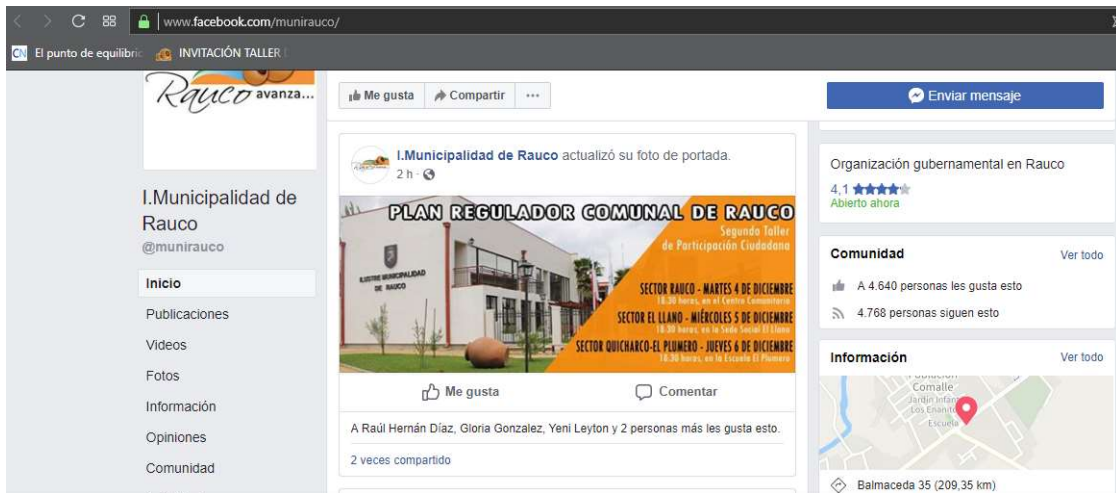 www.facebook.com/munirauco/
CN El punto de equilibric
INVITACIÓN TALLER
Rauco avanza...
I.Municipalidad de
Rauco
@munirauco
Inicio
Publicaciones
Videos
Fotos
Información
Opiniones
Comunidad
Me gusta
Compartir
I.Municipalidad de Rauco actualizó su foto de portada.
2 h
PLAN REGULADOR COMUNAL DE RAUCO
Segundo Taller
de Participación Ciudadana
ILUSTRE MUNICIPALIDAD
DE RAUCO
SECTOR RAUCO - MARTES 4 DE DICIEMBRE
18.30 horas, en el Centro Comunitario
SECTOR EL LLANO - MIÉRCOLES 5 DE DICIEMBRE
18.30 horas, en la Sede Social El Llano
SECTOR QUICHARCO-EL PLUMERO - JUEVES 6 DE DICIEMBRE
18.30 horas, en la Escuela El Plumero
Me gusta
Comentar
A Raúl Hernán Díaz, Gloria Gonzalez, Yeni Leyton y 2 personas más les gusta esto.
2 veces compartido
Enviar mensaje
Organización gubernamental en Rauco
4,1
Abierto ahora
Comunidad
Ver todo
A 4.640 personas les gusta esto
4.768 personas siguen esto
Información
Ver todo
Comalle
Jardín Infant
Los Enanito
Escuela
Balmaceda 35 (209,35 km)